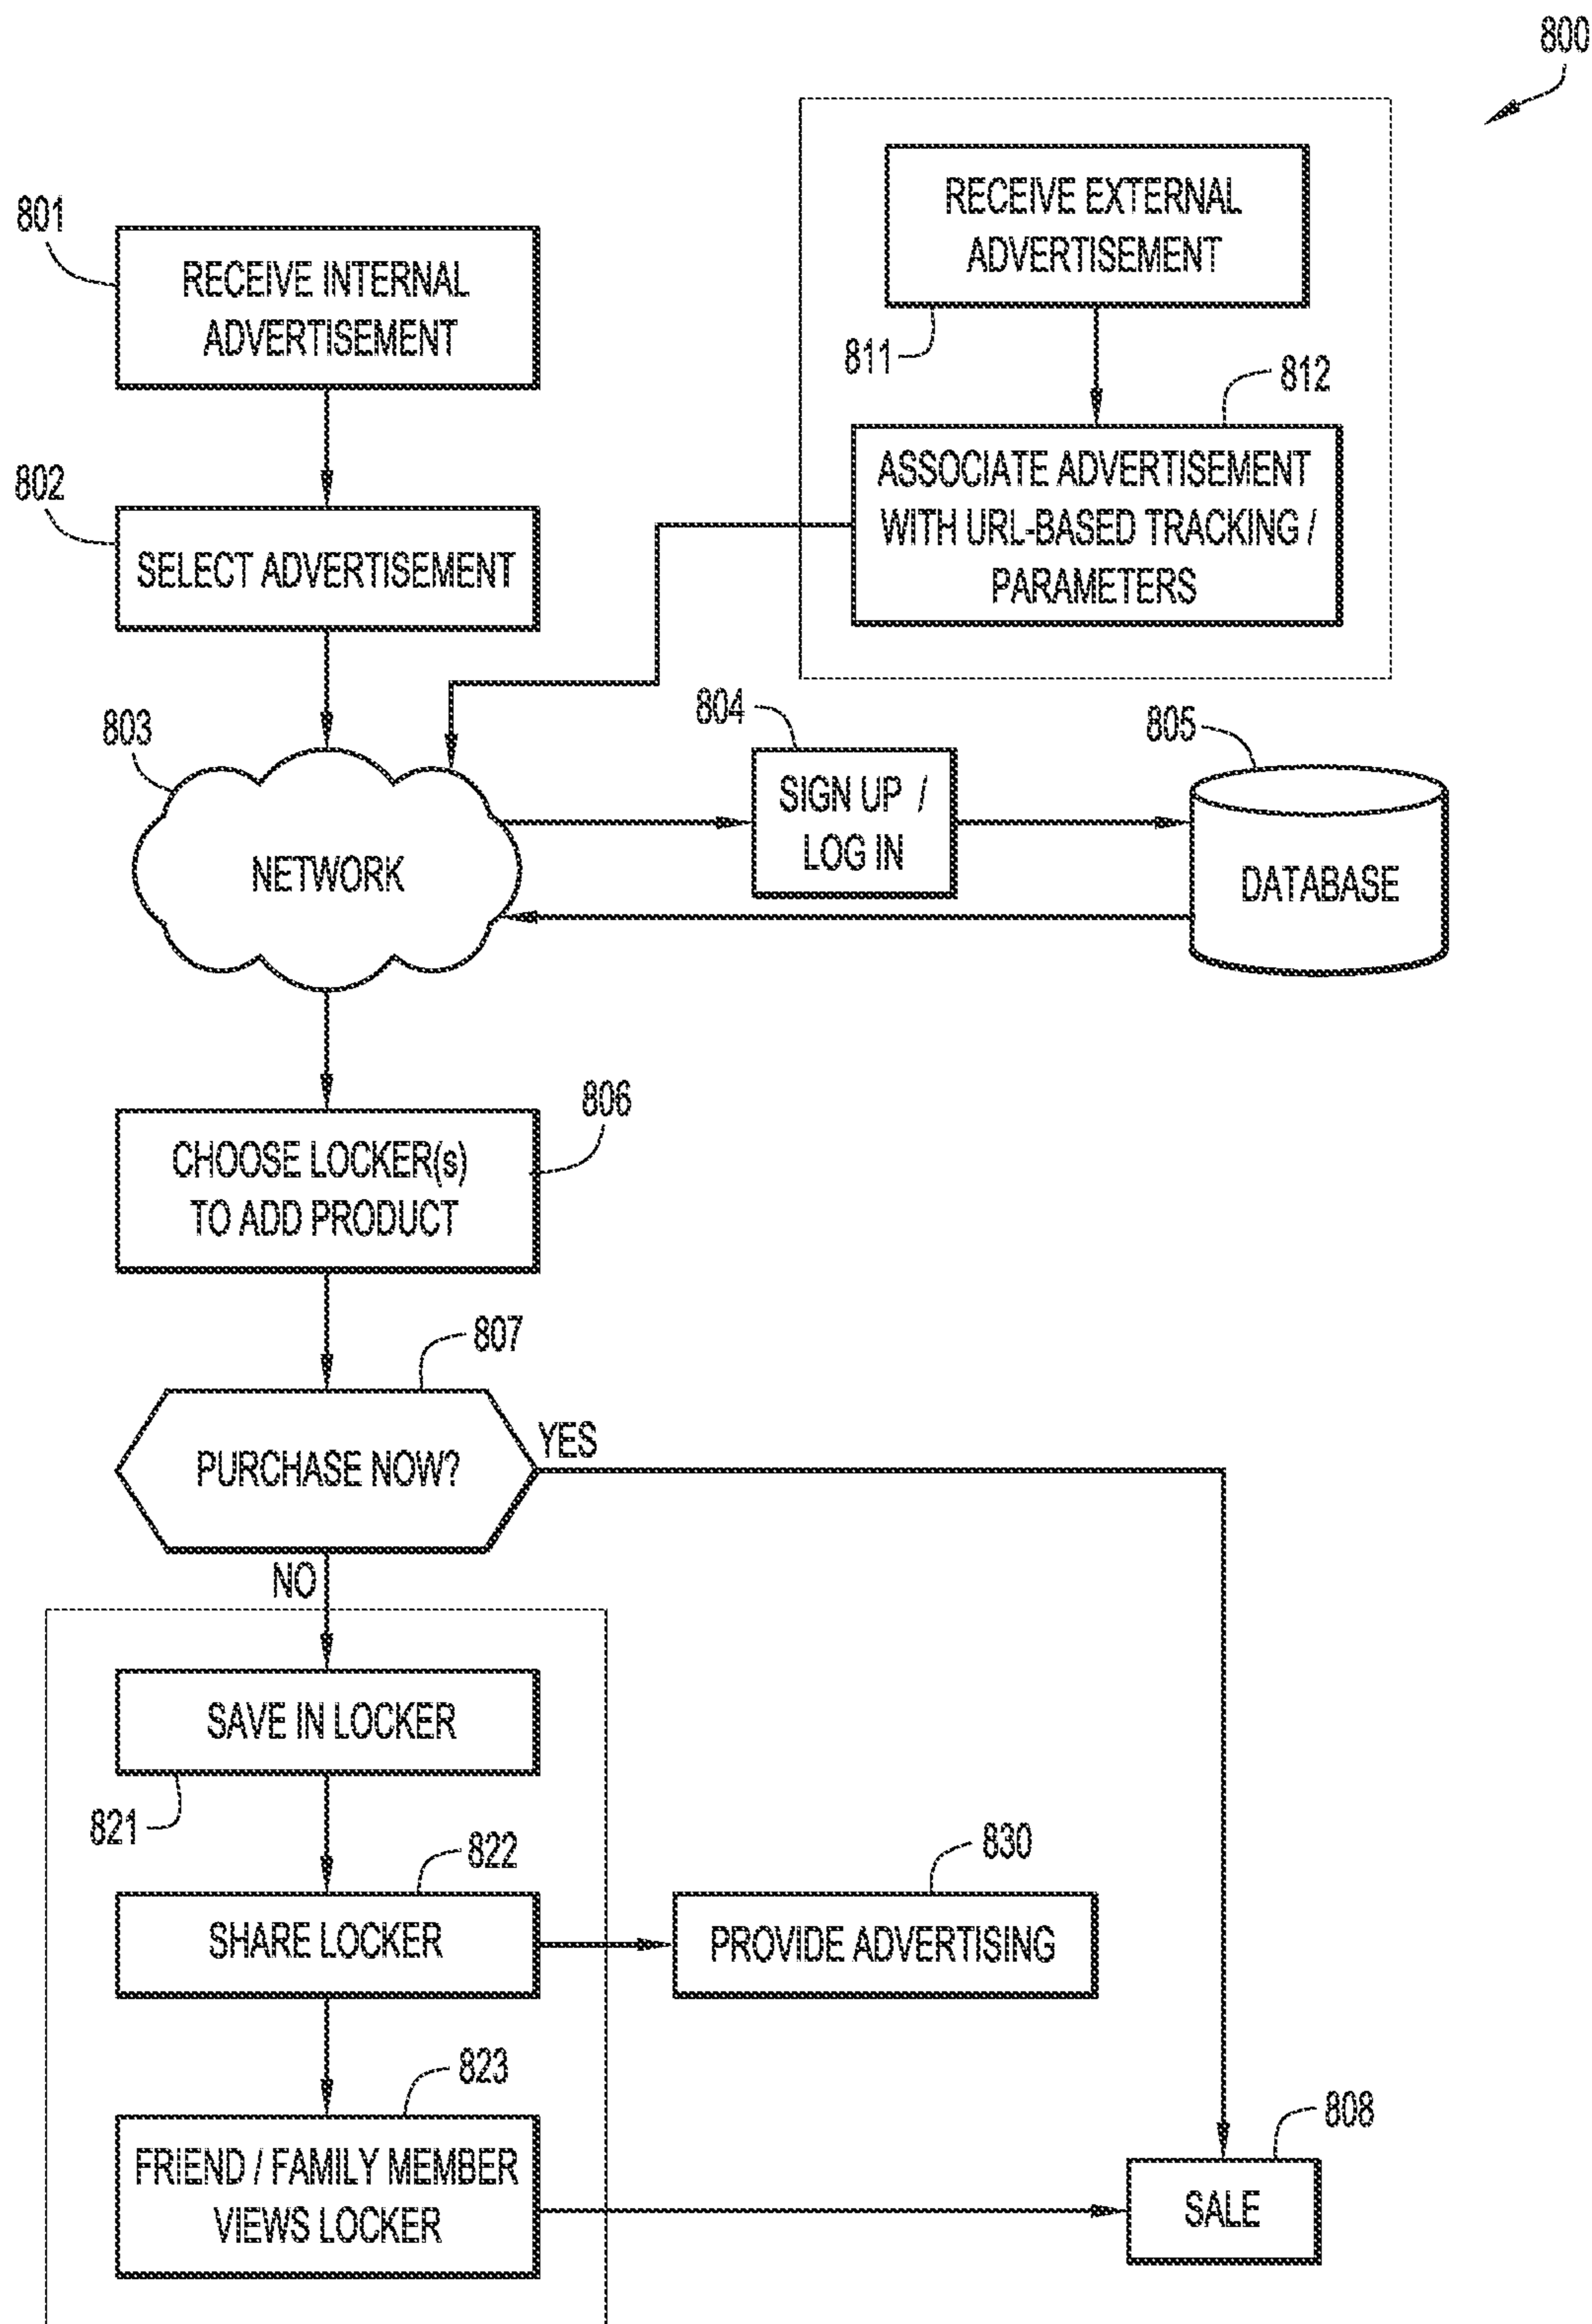 800
801
RECEIVE INTERNAL
ADVERTISEMENT
RECEIVE EXTERNAL
ADVERTISEMENT
811
812
802
SELECT ADVERTISEMENT
ASSOCIATE ADVERTISEMENT
WITH URL-BASED TRACKING /
PARAMETERS
803
NETWORK
804
SIGN UP /
LOG IN
805
DATABASE
806
CHOOSE LOCKER(s)
TO ADD PRODUCT
807
PURCHASE NOW?
YES
NO
SAVE IN LOCKER
821
822
SHARE LOCKER
830
PROVIDE ADVERTISING
823
FRIEND / FAMILY MEMBER
VIEWS LOCKER
808
SALE